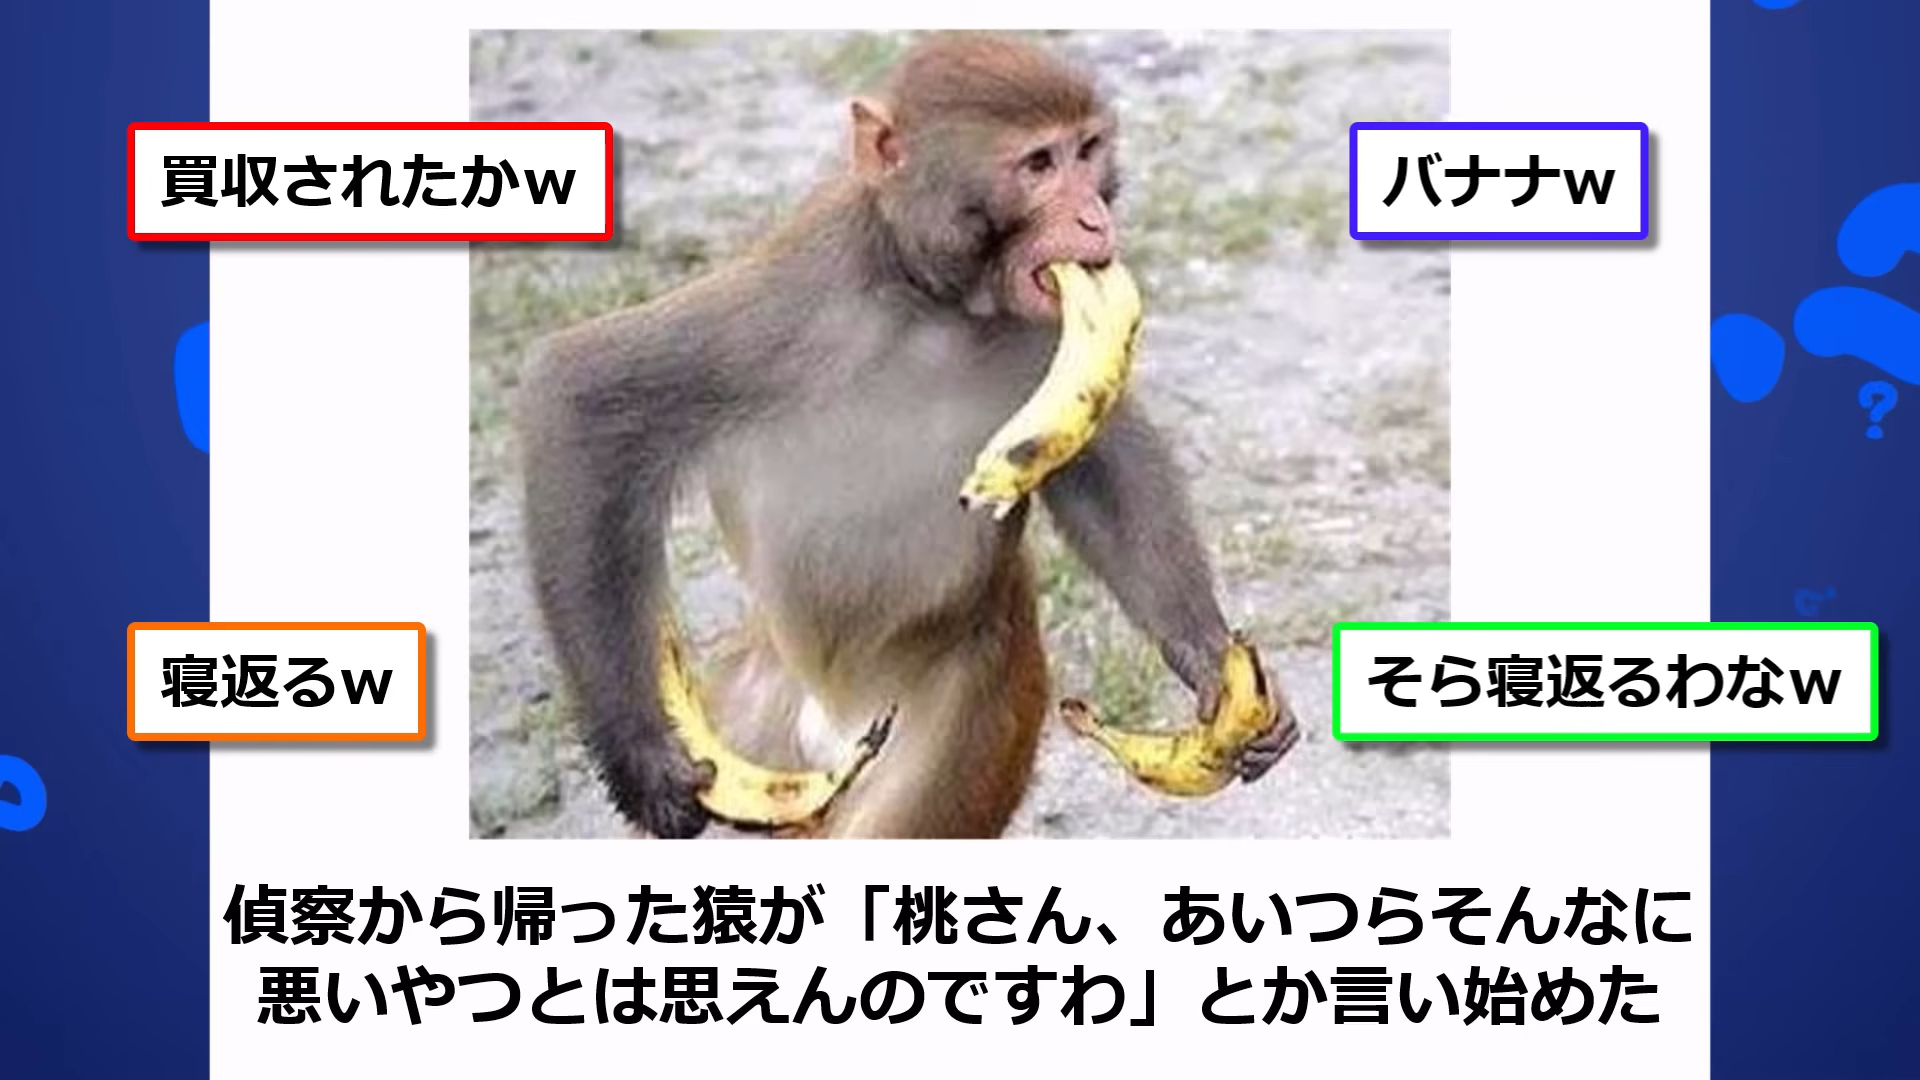 買収されたかw
バナナw
寝返るw
そら寝返るわなw
偵察から帰った猿が「桃さん、あいつらそんなに
悪いやつとは思えんのですわ」とか言い始めた